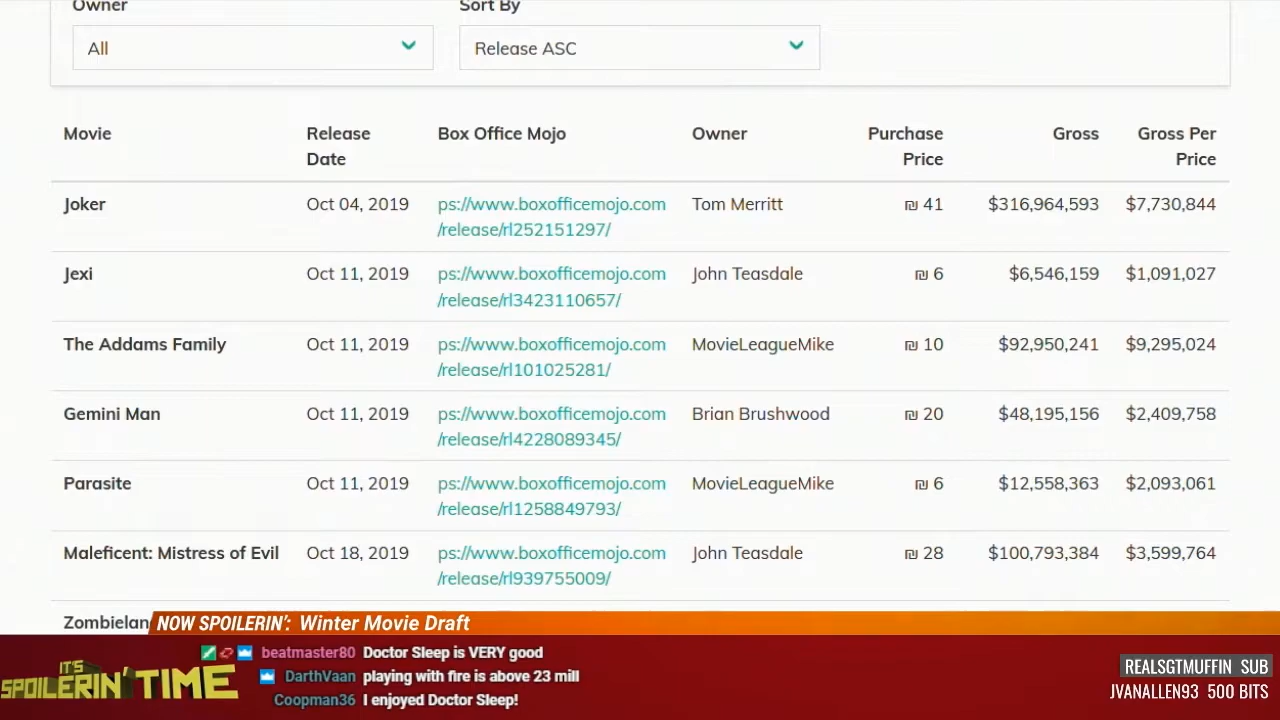 Owner Sort By
All Release ASC
Movie Release Date Box Office Mojo Owner Purchase Price Gross Gross Per Price
Joker Oct 04, 2019 ps://www.boxofficemojo.com Tom Merritt ₪ 41 $316,964,593 $7,730,844
/release/rl252151297/
Jexi Oct 11, 2019 ps://www.boxofficemojo.com John Teasdale ₪ 6 $6,546,159 $1,091,027
/release/rl3423110657/
The Addams Family Oct 11, 2019 ps://www.boxofficemojo.com MovieLeagueMike ₪ 10 $92,950,241 $9,295,024
/release/rl101025281/
Gemini Man Oct 11, 2019 ps://www.boxofficemojo.com Brian Brushwood ₪ 20 $48,195,156 $2,409,758
/release/rl4228089345/
Parasite Oct 11, 2019 ps://www.boxofficemojo.com MovieLeagueMike ₪ 6 $12,558,363 $2,093,061
/release/rl1258849793/
Maleficent: Mistress of Evil Oct 18, 2019 ps://www.boxofficemojo.com John Teasdale ₪ 28 $100,793,384 $3,599,764
/release/rl939755009/
Zombielan
NOW SPOILERIN': Winter Movie Draft
IT'S
SPOILERIN' TIME
beatmaster80 Doctor Sleep is VERY good
DarthVaan playing with fire is above 23 mill
Coopman36 I enjoyed Doctor Sleep!
REALSGTMUFFIN SUB
JVANALLEN93 500 BITS